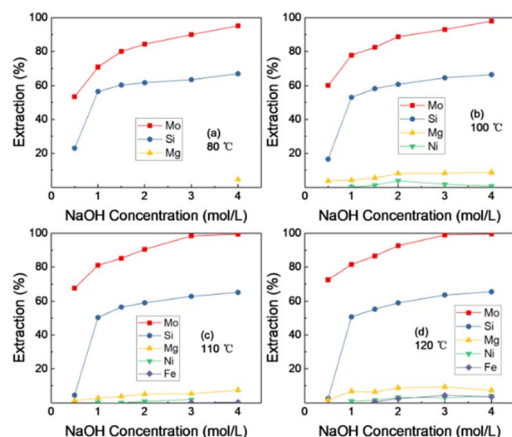 100
80
60
40
20
Extraction (%)
Mo
Si
Mg
(a)
80 ℃
0 1 2 3 4
NaOH Concentration (mol/L)
100
80
60
40
20
Extraction (%)
Mo
Si
Mg
Ni
(b)
100 ℃
0 1 2 3 4
NaOH Concentration (mol/L)
100
80
60
40
20
0
Extraction (%)
Mo
Si
Mg
Ni
Fe
(c)
110 ℃
0 1 2 3 4
NaOH Concentration (mol/L)
100
80
60
40
20
0
Extraction (%)
Mo
Si
Mg
Ni
Fe
(d)
120 ℃
0 1 2 3 4
NaOH Concentration (mol/L)